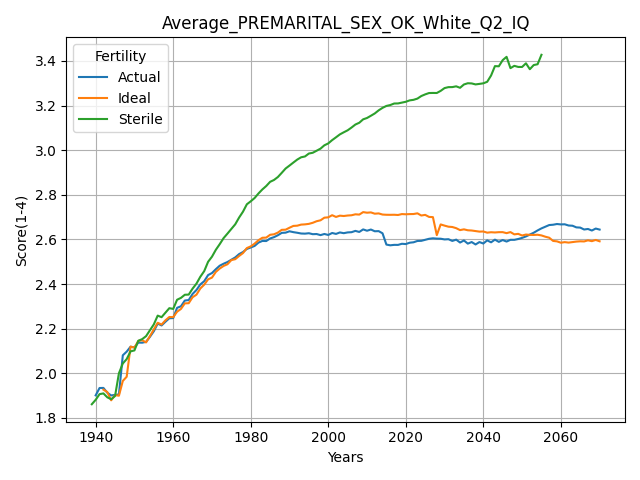 Average_PREMARITAL_SEX_OK_White_Q2_IQ
Fertility
Actual
Ideal
Sterile
Score(1-4)
3.4
3.2
3.0
2.8
2.6
2.4
2.2
2.0
1.8
1940
1960
1980
2000
2020
2040
2060
Years